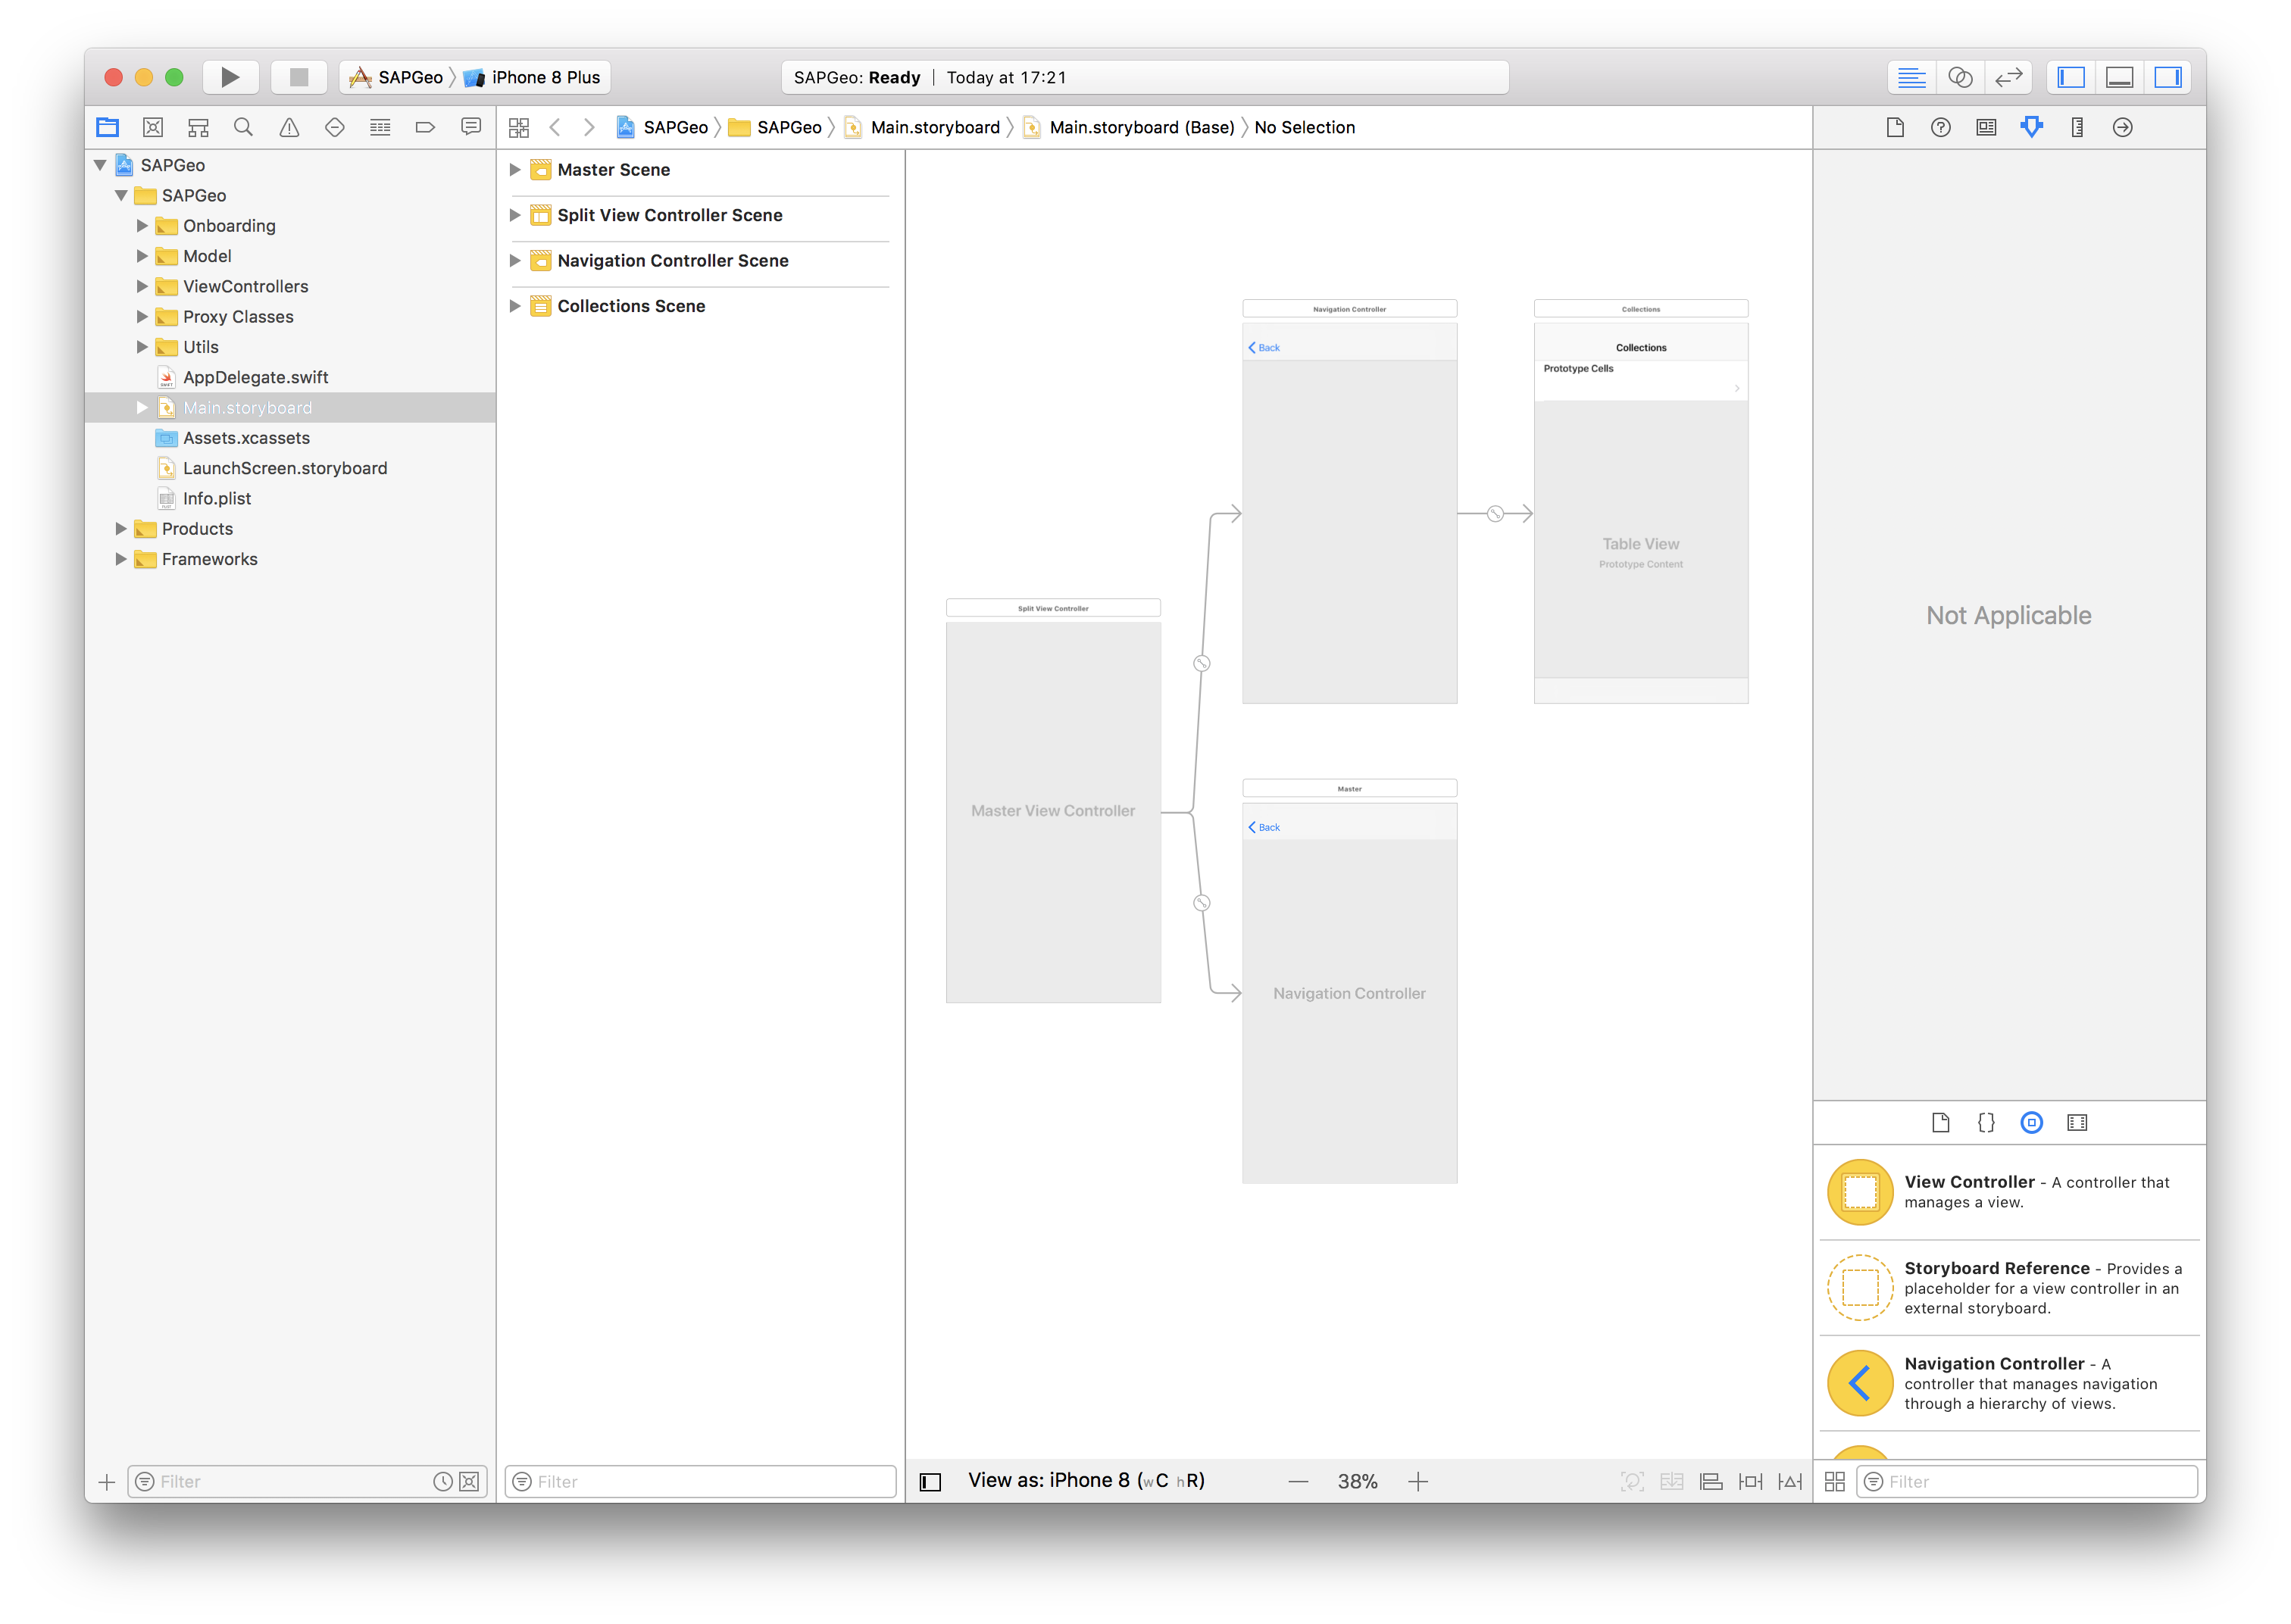 SAPGeo
iPhone 8 Plus
SAPGeo: Ready
Today at 17:21
SAPGeo
SAPGeo
Main.storyboard
Main.storyboard (Base)
No Selection
SAPGeo
SAPGeo
Onboarding
Model
ViewControllers
Proxy Classes
Utils
AppDelegate.swift
Main.storyboard
Assets.xcassets
LaunchScreen.storyboard
Info.plist
Products
Frameworks
Filter
Master Scene
Split View Controller Scene
Navigation Controller Scene
Collections Scene
Filter
Navigation Controller
Back
Collections
Collections
Prototype Cells
Table View
Prototype Content
Split View Controller
Master View Controller
Master
Back
Navigation Controller
View as: iPhone 8 (wC hR)
38%
Not Applicable
View Controller - A controller that
manages a view.
Storyboard Reference - Provides a
placeholder for a view controller in an
external storyboard.
Navigation Controller - A
controller that manages navigation
through a hierarchy of views.
Filter